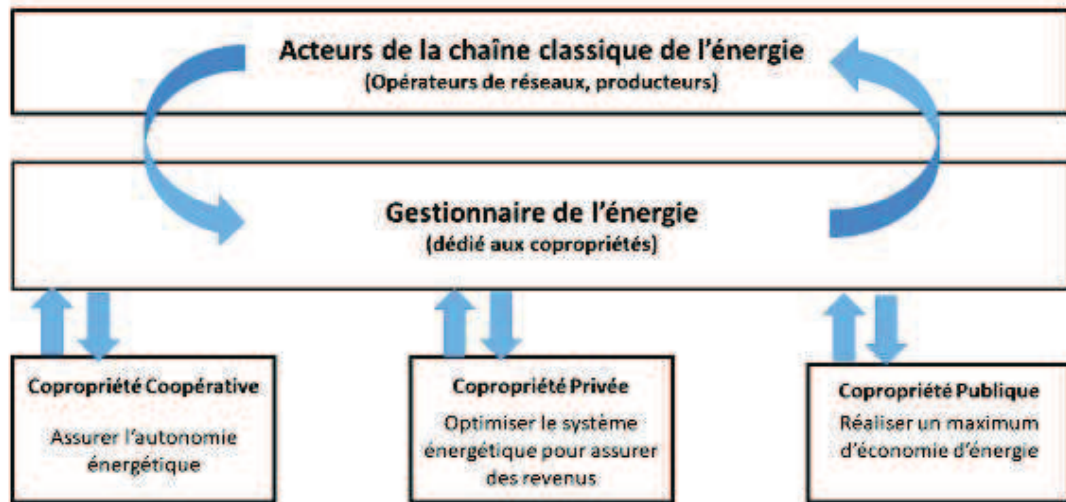 Acteurs de la chaîne classique de l'énergie
(Opérateurs de réseaux, producteurs)
Gestionnaire de l'énergie
(dédié aux copropriétés)
Copropriété Coopérative
Assurer l'autonomie
énergétique
Copropriété Privée
Optimiser le système
énergétique pour assurer
des revenus
Copropriété Publique
Réaliser un maximum
d'économie d'énergie